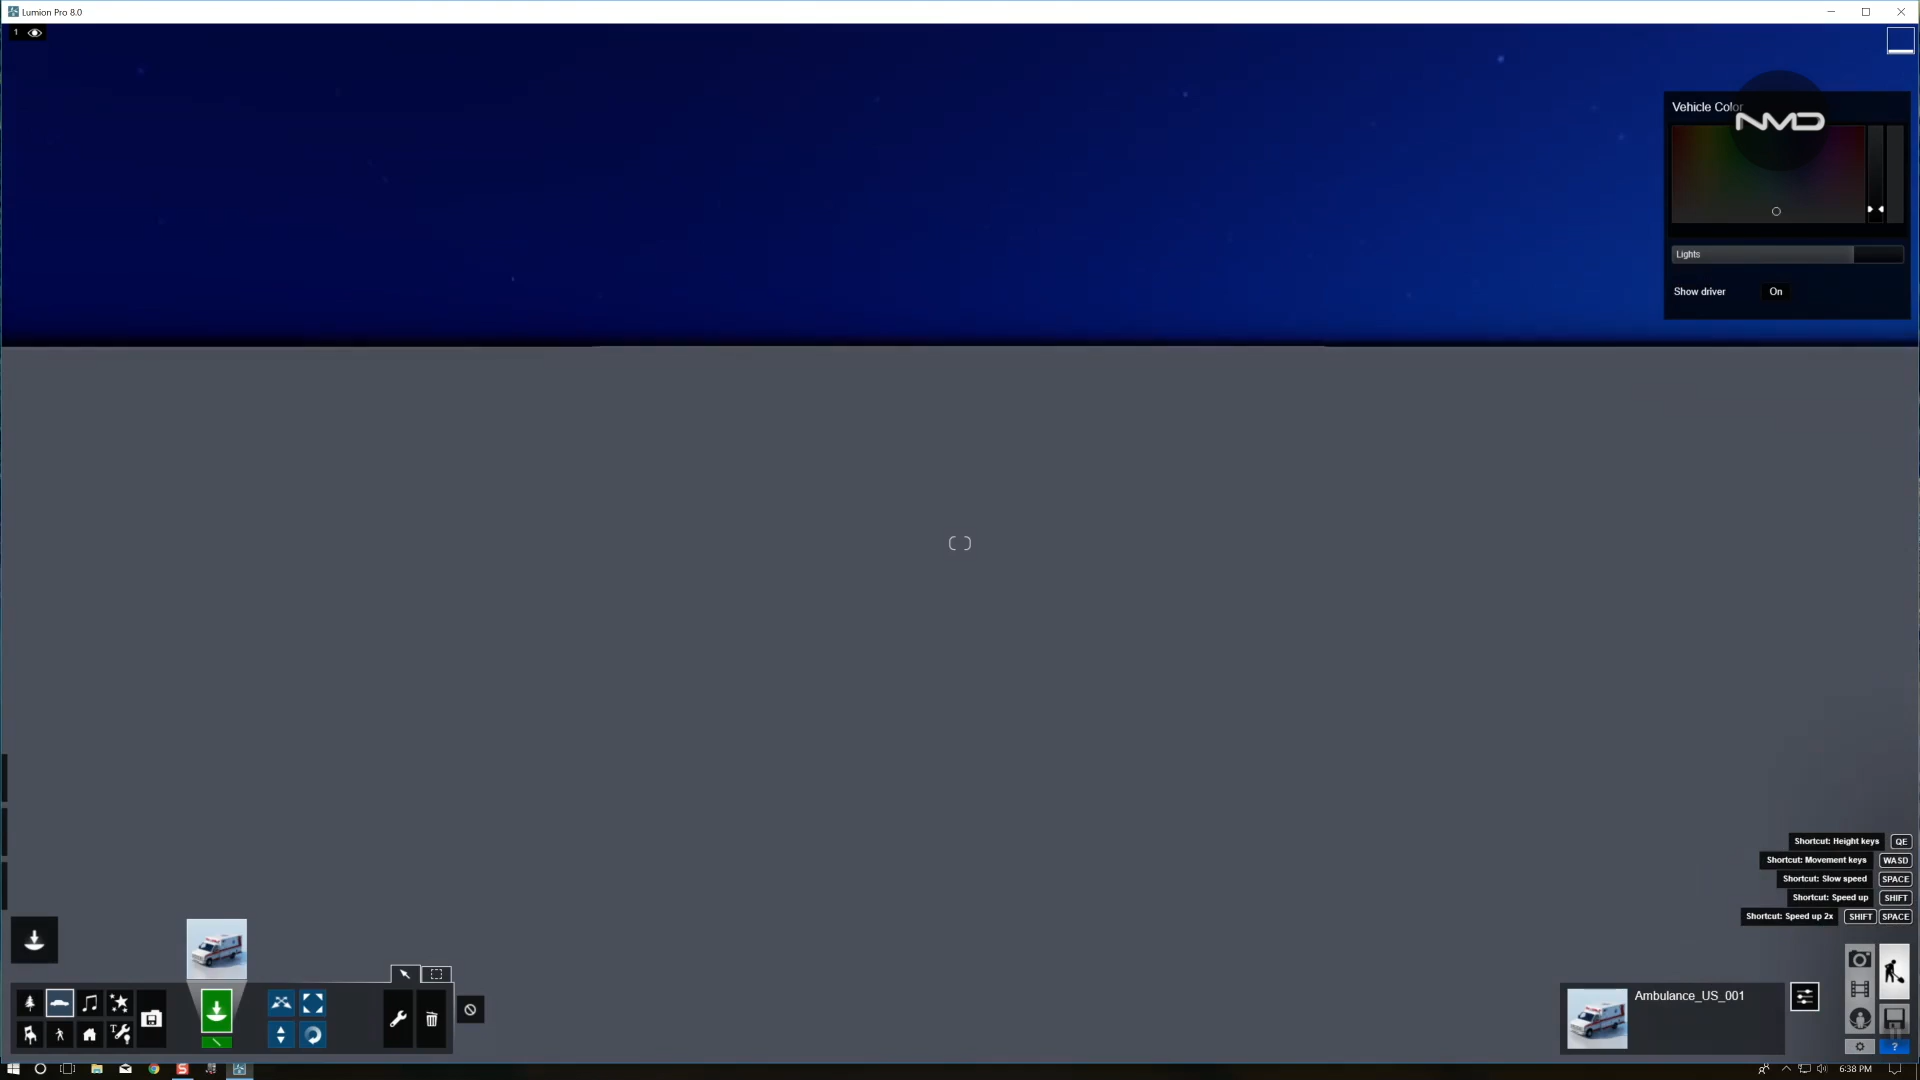 Lumion Pro 8.0
1
Vehicle Color
NMD
Lights
Show driver On
Shortcut: Height keys QE
Shortcut: Movement keys WASD
Shortcut: Slow speed SPACE
Shortcut: Speed up SHIFT
Shortcut: Speed up 2x SHIFT SPACE
Ambulance_US_001
?
6:38 PM